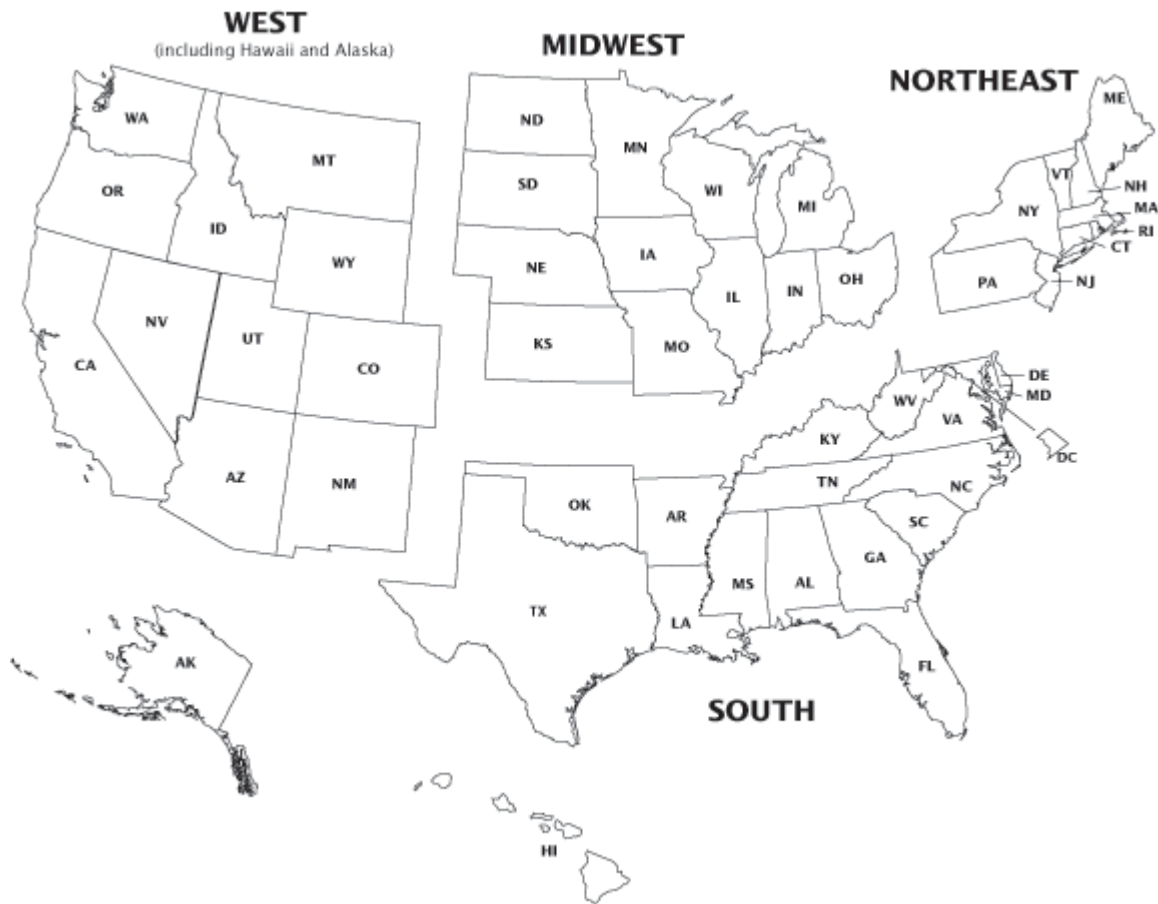 WEST
(including Hawaii and Alaska)
MIDWEST
NORTHEAST
WA
MT
OR
ID
WY
NV
UT
CO
CA
AZ
NM
ND
MN
SD
WI
MI
IA
NE
IL
IN
OH
KS
MO
ME
VT
NH
NY
MA
RI
CT
PA
NJ
DE
MD
WV
VA
DC
KY
TN
NC
OK
AR
SC
GA
MS
AL
TX
LA
FL
SOUTH
AK
HI